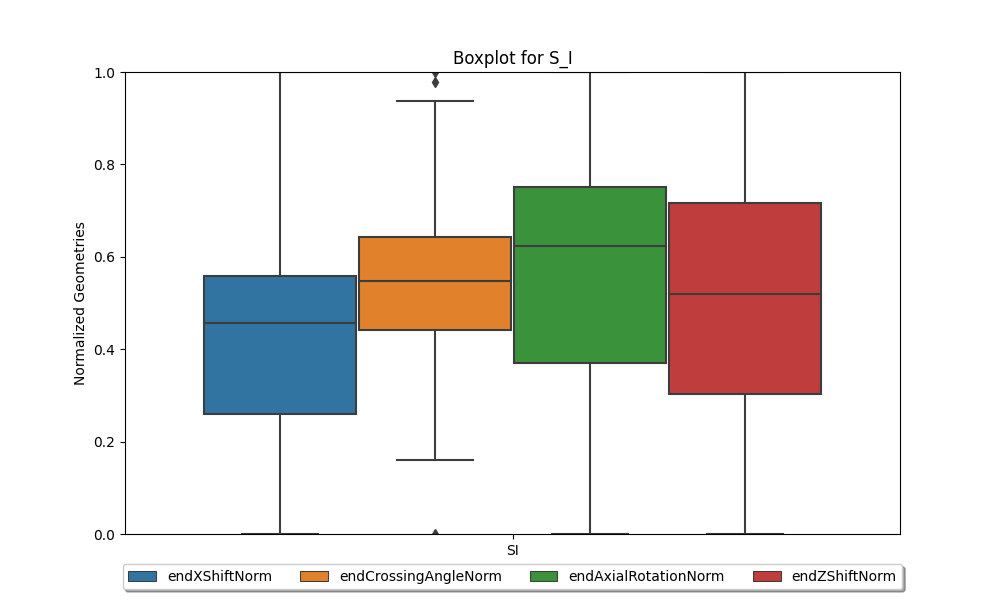 Boxplot for S_I
1.0
0.8
0.6
0.4
0.2
0.0
Normalized Geometries
SI
endXShiftNorm endCrossingAngleNorm endAxialRotationNorm endZShiftNorm